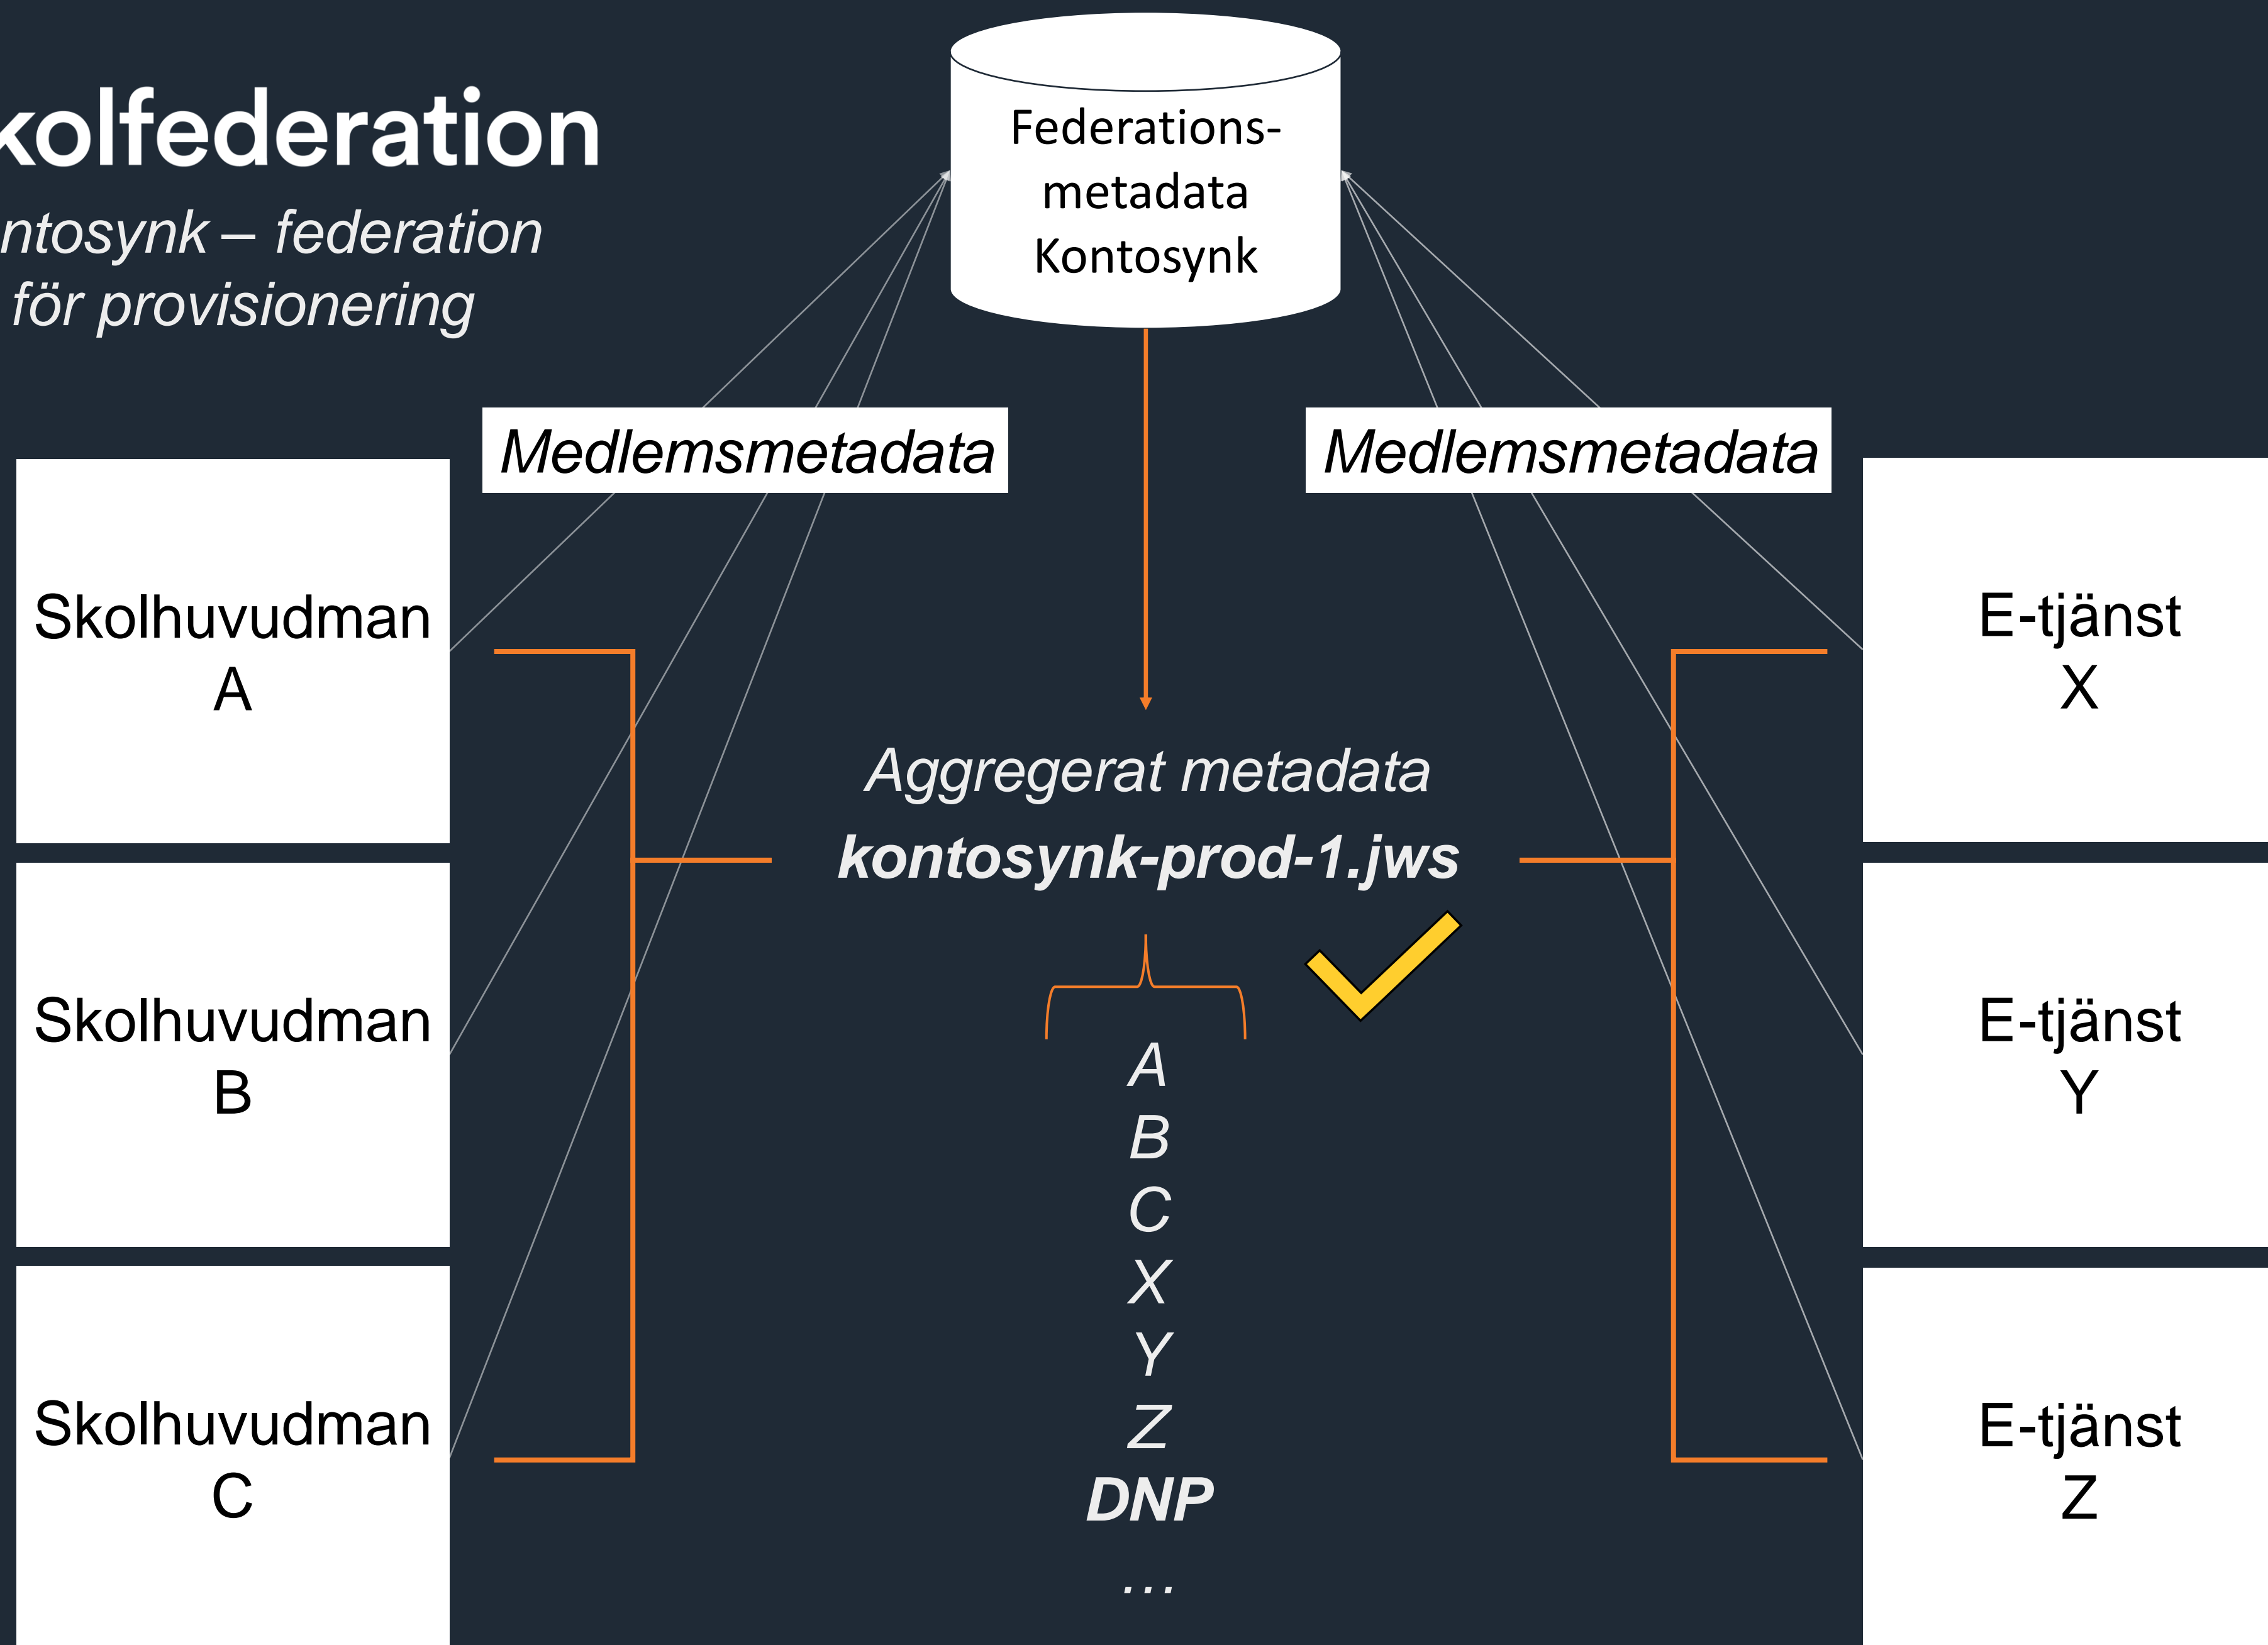 kolfederation
ntosynk – federation
för provisionering
Federations-
metadata
Kontosynk
Medlemsmetadata
Medlemsmetadata
Skolhuvudman
A
Skolhuvudman
B
Skolhuvudman
C
Aggregerat metadata
kontosynk-prod-1.jws
A
B
C
X
Y
Z
DNP
...
E-tjänst
X
E-tjänst
Y
E-tjänst
Z